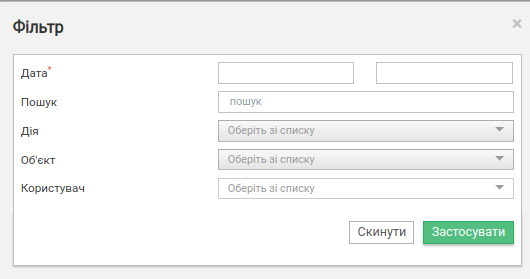 Фільтр
×
Дата*
Пошук пошук
Дія Оберіть зі списку
Об'єкт Оберіть зі списку
Користувач Оберіть зі списку
Скинути Застосувати